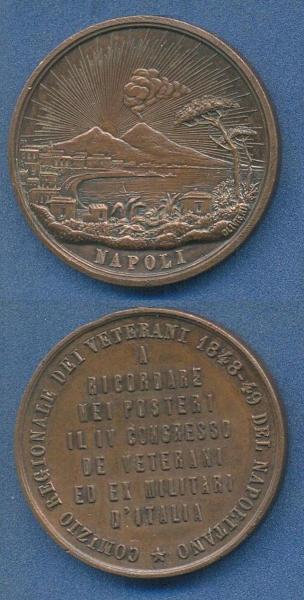 NAPOLI
COMIZIO REGIONALE DEI VETERANI 1848-49 DEL NAPOLITANO
A
RICORDARE
NEI POSTERI
IL IV CONGRESSO
DE VETERANI
ED EX MILITARI
D'ITALIA